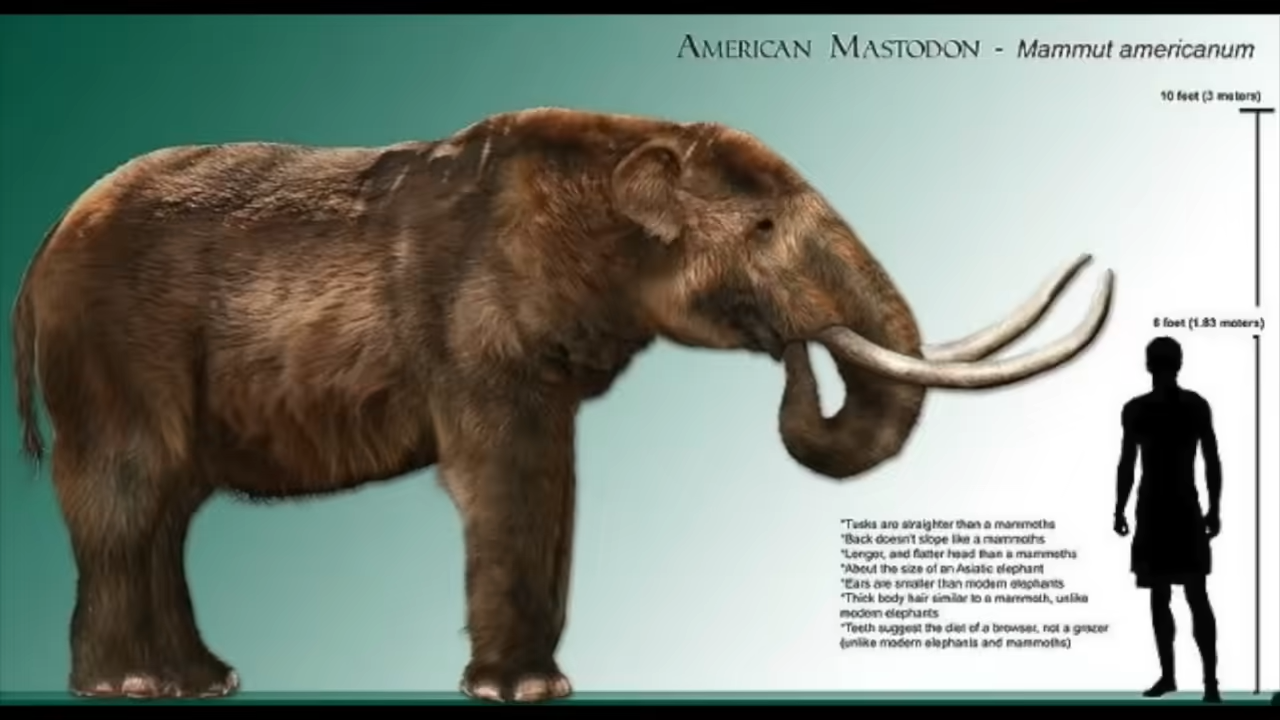 AMERICAN MASTODON - Mammut americanum
10 feet (3 meters)
6 feet (1.83 meters)
*Tusks are straighter than a mammoths
*Back doesn't slope like a mammoths
*Longer, and flatter head than a mammoths
*About the size of an Asiatic elephant
*Ears are smaller than modern elephants
*Thick body hair similar to a mammoth, unlike
modern elephants
*Teeth suggest the diet of a browser, not a grazer
(unlike modern elephants and mammoths)